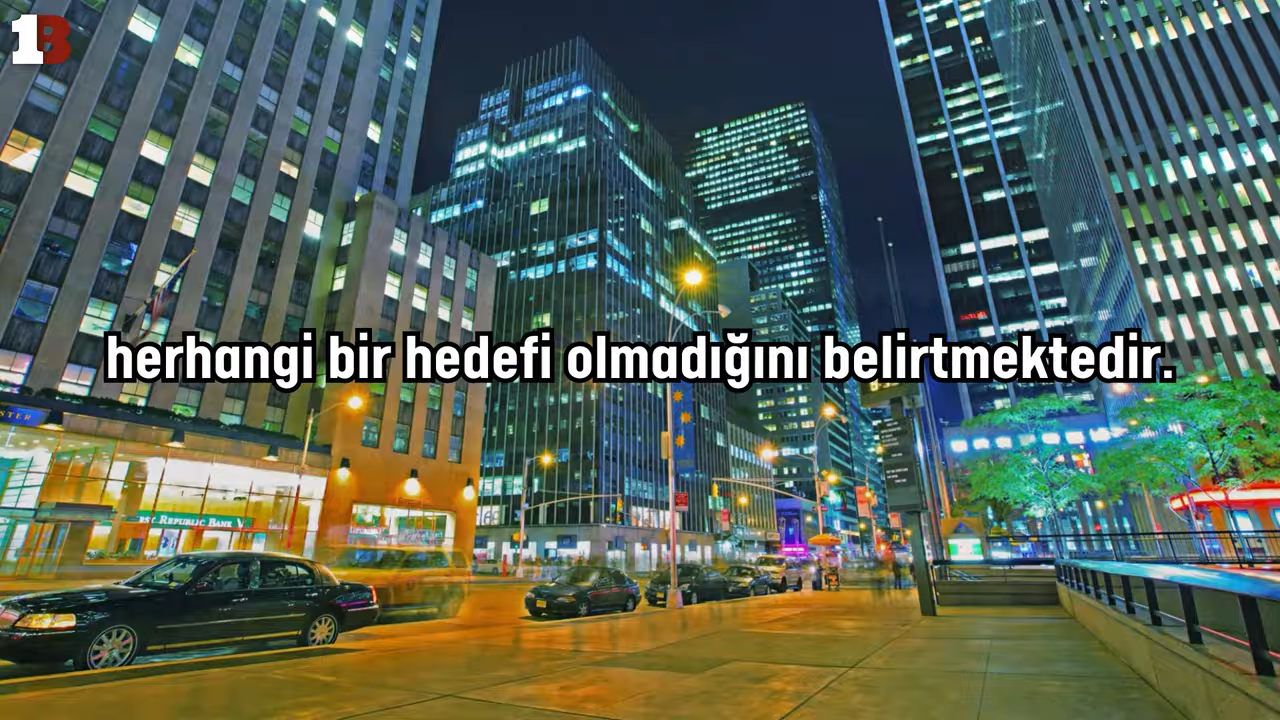 1B
herhangi bir hedefi olmadığını belirtmektedir.
REPUBLIC BANK